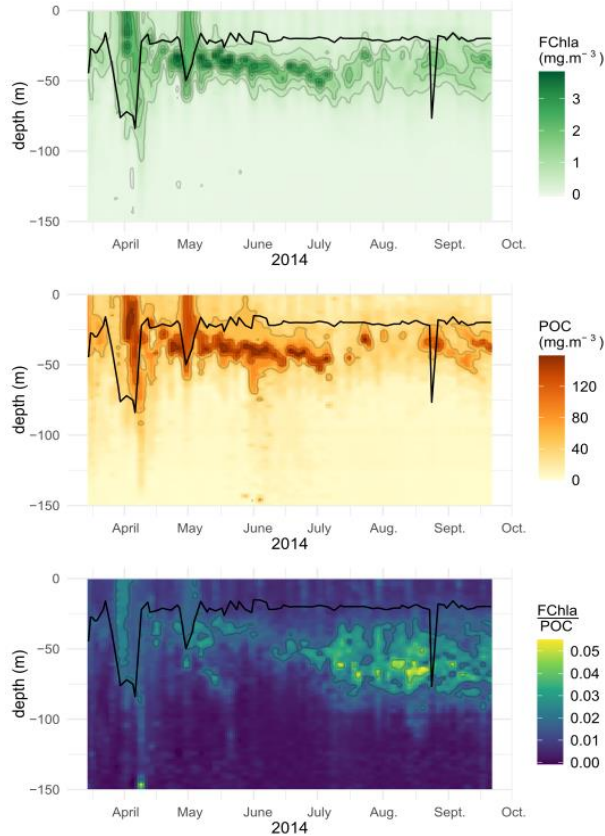 0
−50
−100
−150
depth (m)
April
May
June
July
Aug.
Sept.
Oct.
2014
FChla
(mg.m⁻³)
3
2
1
0
0
−50
−100
−150
depth (m)
April
May
June
July
Aug.
Sept.
Oct.
2014
POC
(mg.m⁻³)
120
80
40
0
0
−50
−100
−150
depth (m)
April
May
June
July
Aug.
Sept.
Oct.
2014
FChla
POC
0.05
0.04
0.03
0.02
0.01
0.00